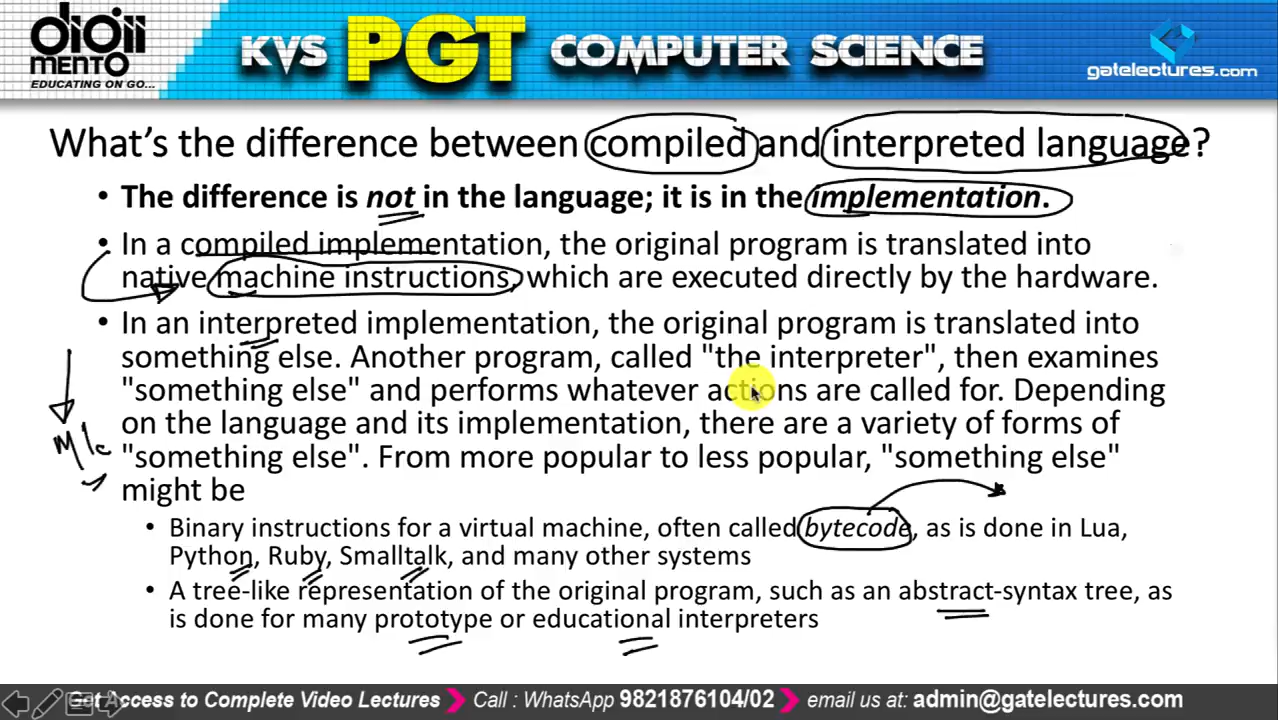 digii
MENTO
EDUCATING ON GO...
KVS PGT COMPUTER SCIENCE
gatelectures.com
What's the difference between compiled and interpreted language?
• The difference is not in the language; it is in the implementation.
• In a compiled implementation, the original program is translated into
native machine instructions, which are executed directly by the hardware.
• In an interpreted implementation, the original program is translated into
something else. Another program, called "the interpreter", then examines
"something else" and performs whatever actions are called for. Depending
on the language and its implementation, there are a variety of forms of
"something else". From more popular to less popular, "something else"
might be
M/c
• Binary instructions for a virtual machine, often called bytecode, as is done in Lua,
Python, Ruby, Smalltalk, and many other systems
• A tree-like representation of the original program, such as an abstract-syntax tree, as
is done for many prototype or educational interpreters
Get Access to Complete Video Lectures Call : WhatsApp 9821876104/02 email us at: admin@gatelectures.com